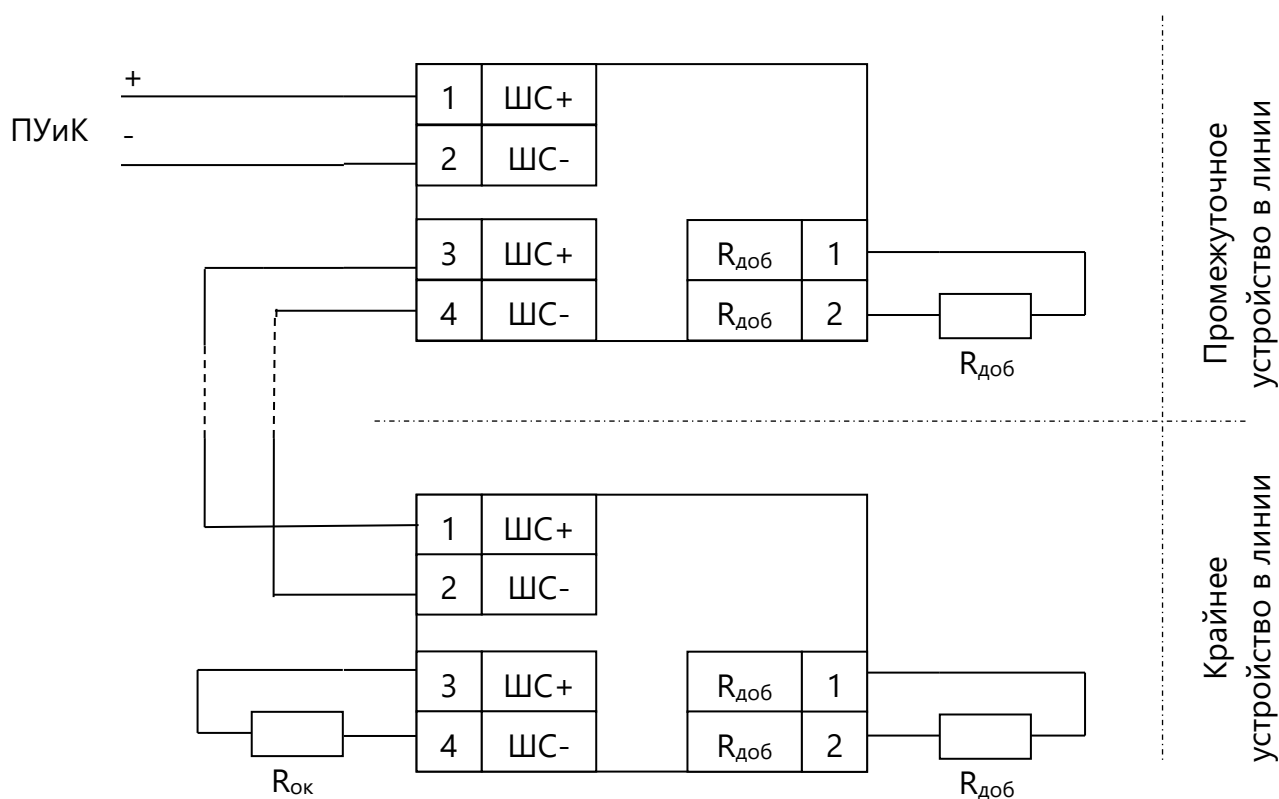 +
ПУиК
-
1 ШС+
2 ШС-
3 ШС+
4 ШС-
Rдоб 1
Rдоб 2
Rдоб
Промежуточное
устройство в линии
1 ШС+
2 ШС-
3 ШС+
4 ШС-
Rок
Rдоб 1
Rдоб 2
Rдоб
Крайнее
устройство в линии